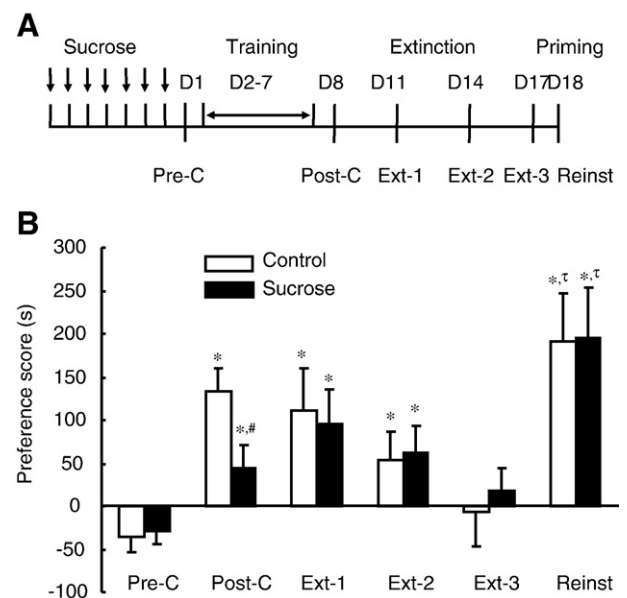 A
Sucrose Training Extinction Priming
D1 D2-7 D8 D11 D14 D17 D18
Pre-C Post-C Ext-1 Ext-2 Ext-3 Reinst
B
Preference score (s)
300
250
200
150
100
50
0
-50
-100
Control
Sucrose
*
*,#
*
*
*
*
*,τ
*,τ
Pre-C Post-C Ext-1 Ext-2 Ext-3 Reinst